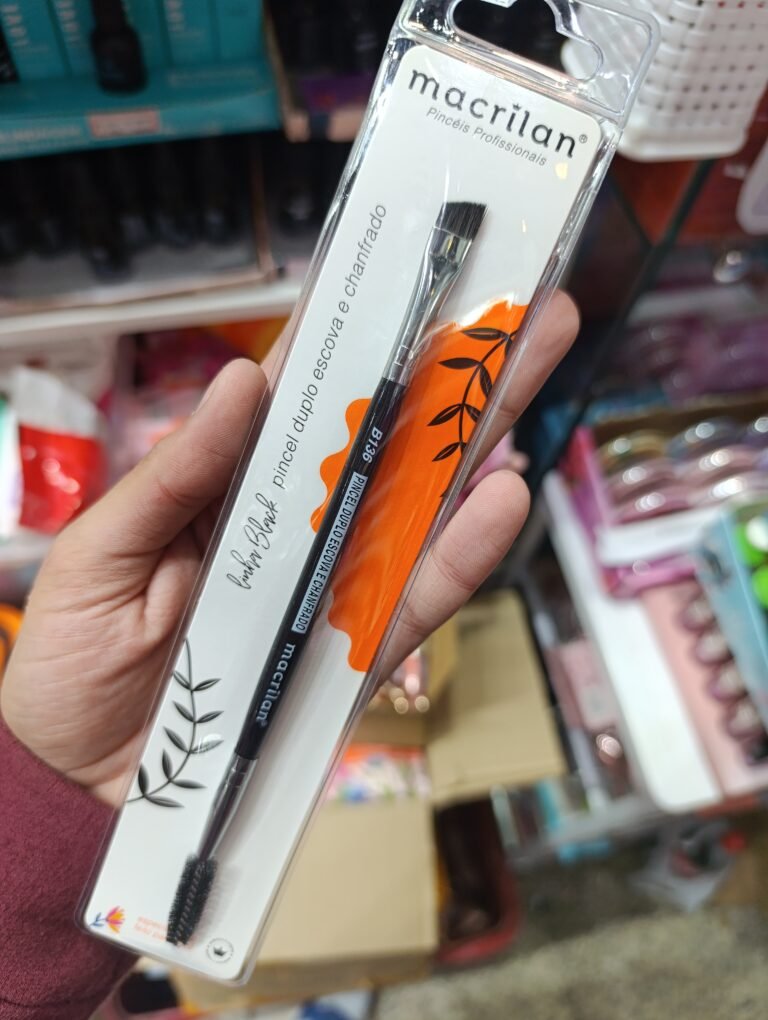 macrilan®
Pincéis Profissionais
linha Black pincel duplo escova e chanfrado
B136
PINCEL DUPLO ESCOVA E CHANFRADO
macrilan®